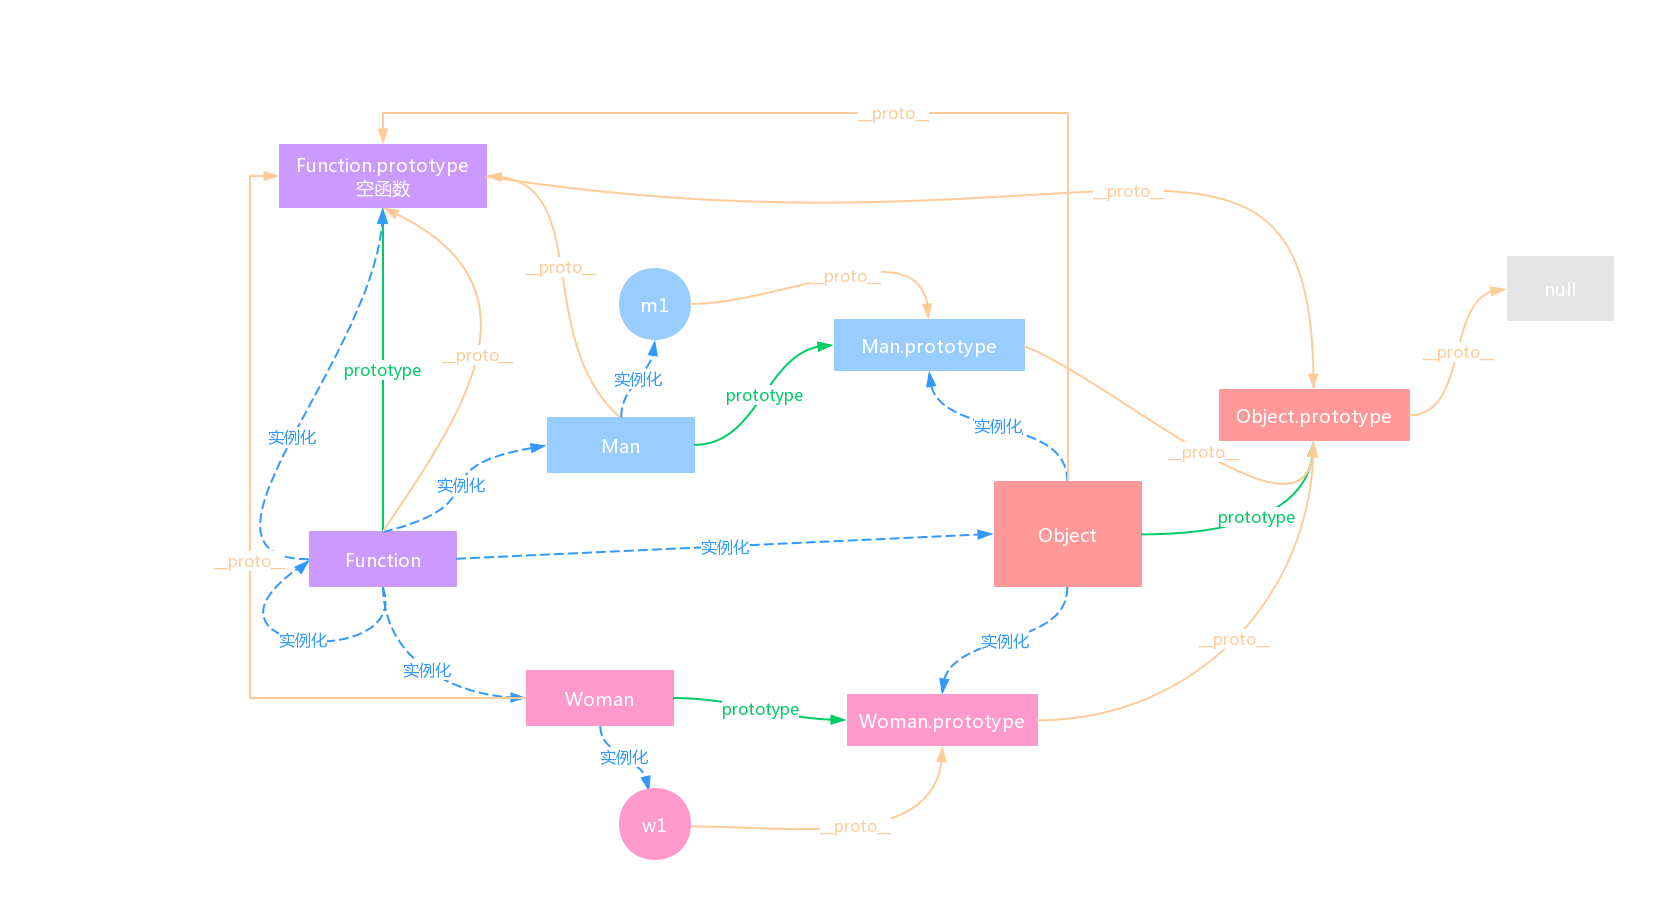 __proto__
Function.prototype
空函数
__proto__
__proto__
m1
__proto__
null
Man.prototype
__proto__
__proto__
prototype
实例化
prototype
Object.prototype
实例化
实例化
Man
__proto__
实例化
prototype
Object
实例化
__proto__
Function
实例化
实例化
__proto__
实例化
Woman
prototype
Woman.prototype
实例化
w1
__proto__